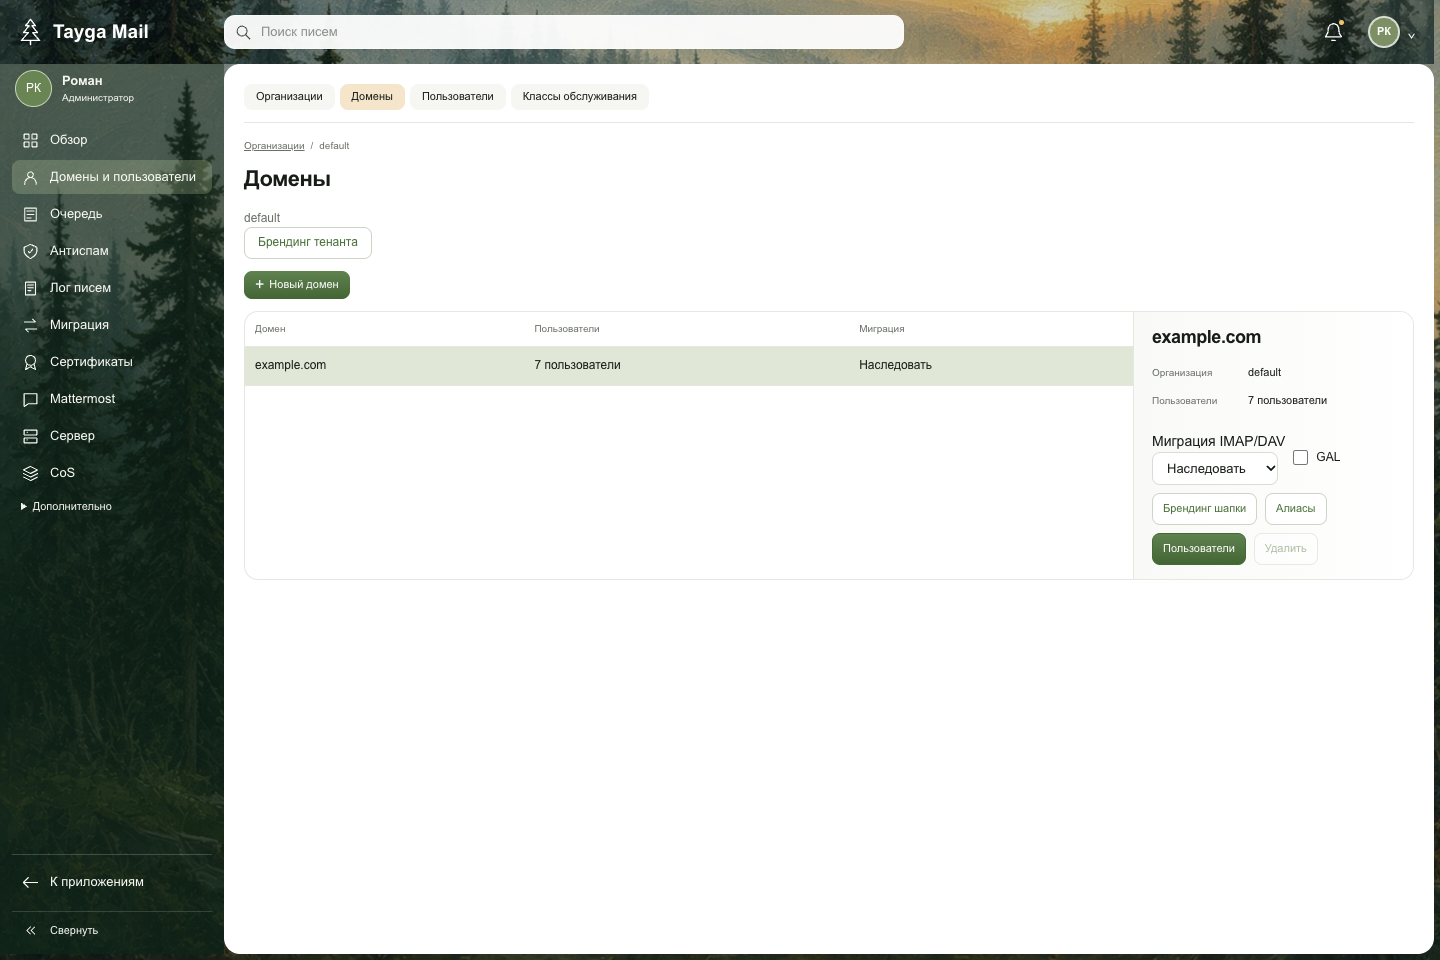 Tayga Mail
Поиск писем
РК
РК
Роман
Администратор
Обзор
Домены и пользователи
Очередь
Антиспам
Лог писем
Миграция
Сертификаты
Mattermost
Сервер
CoS
Дополнительно
К приложениям
Свернуть
Организации
Домены
Пользователи
Классы обслуживания
Организации / default
Домены
default
Брендинг тенанта
+ Новый домен
Домен Пользователи Миграция
example.com 7 пользователи Наследовать
example.com
Организация default
Пользователи 7 пользователи
Миграция IMAP/DAV
Наследовать
GAL
Брендинг шапки
Алиасы
Пользователи
Удалить